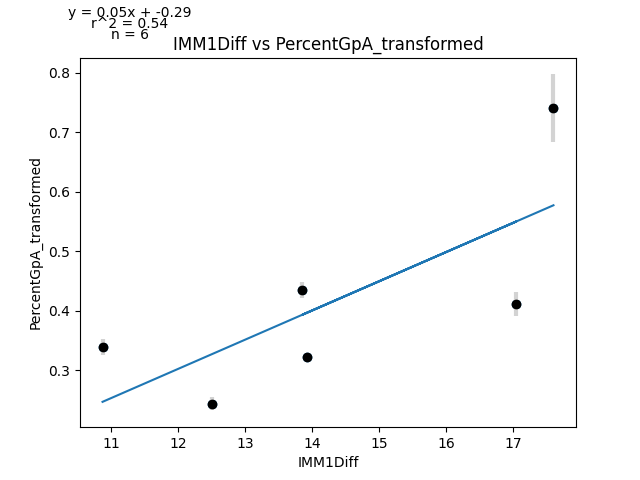 y = 0.05x + -0.29
r^2 = 0.54
n = 6
IMM1Diff vs PercentGpA_transformed
PercentGpA_transformed
0.8
0.7
0.6
0.5
0.4
0.3
11 12 13 14 15 16 17
IMM1Diff